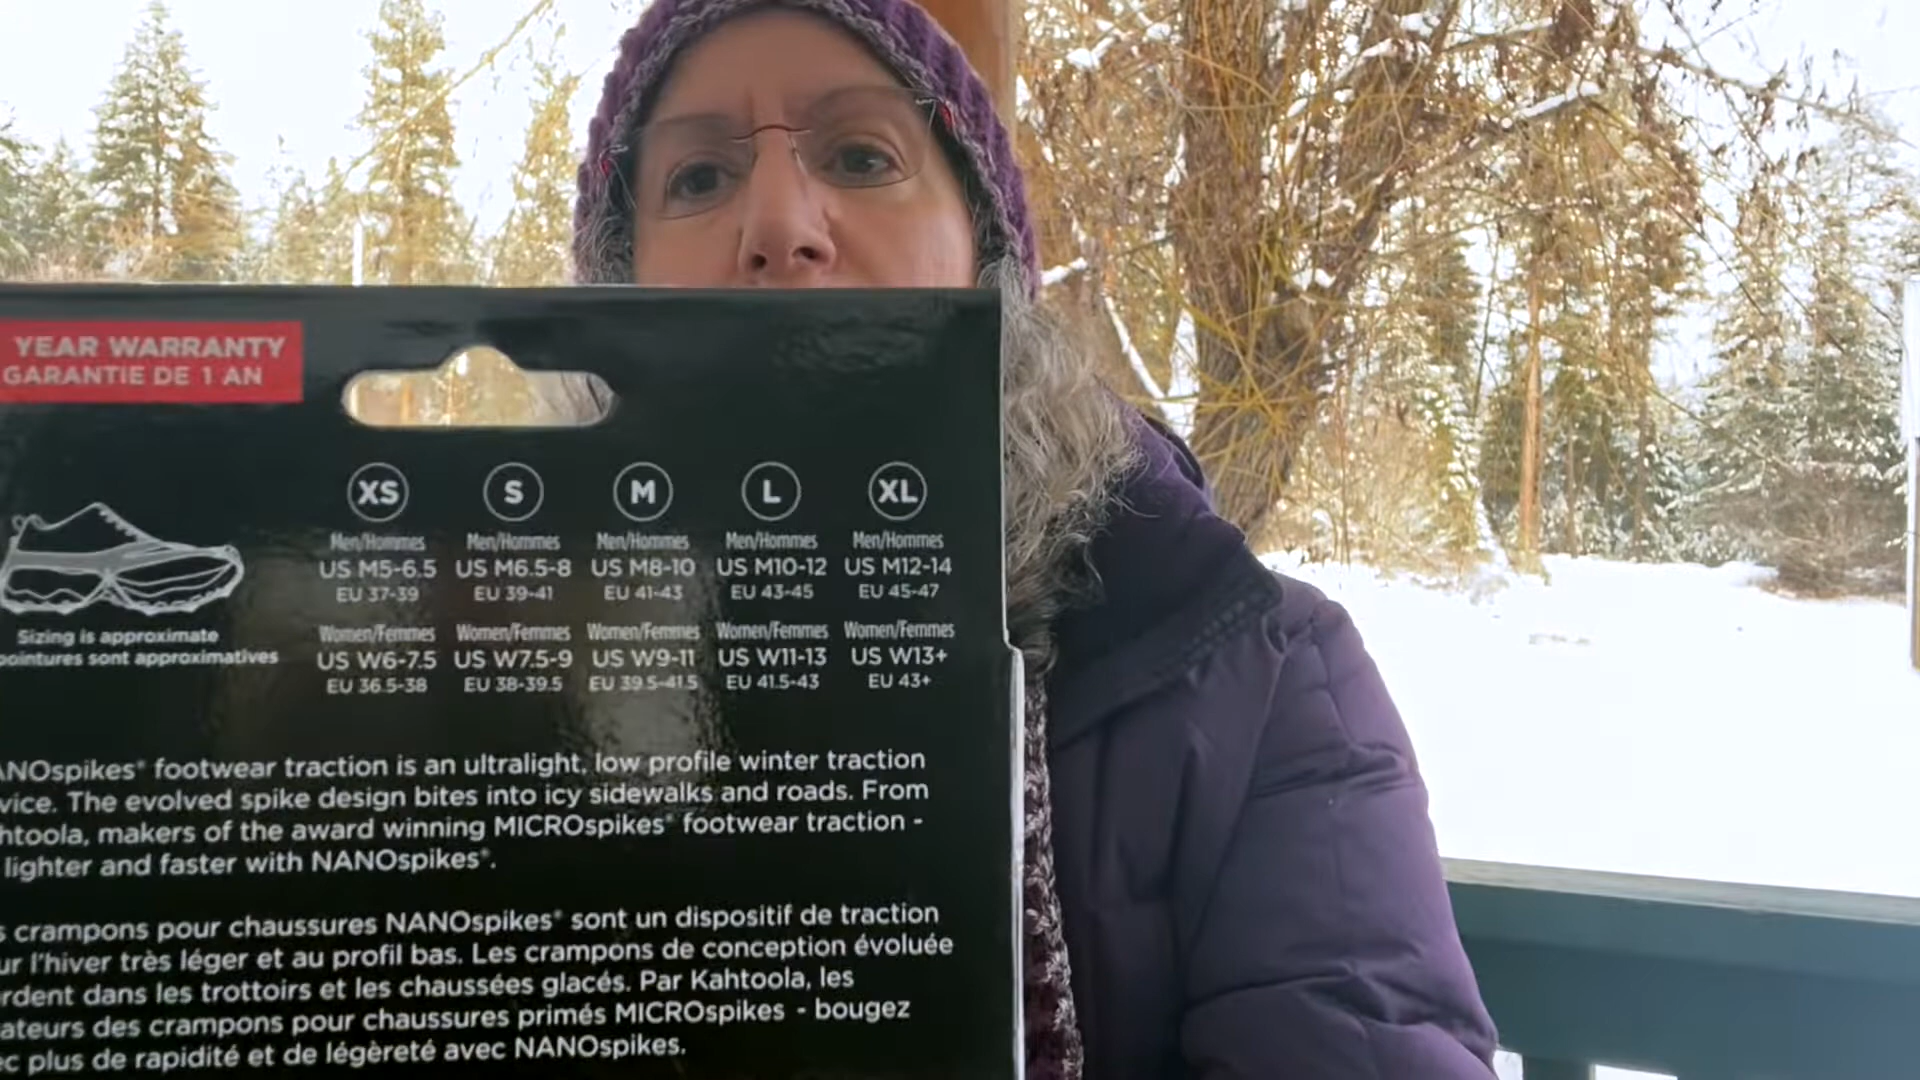 YEAR WARRANTY
GARANTIE DE 1 AN
XS S M L XL
Men/Hommes Men/Hommes Men/Hommes Men/Hommes Men/Hommes
US M5-6.5 US M6.5-8 US M8-10 US M10-12 US M12-14
EU 37-39 EU 39-41 EU 41-43 EU 43-45 EU 45-47
Women/Femmes Women/Femmes Women/Femmes Women/Femmes Women/Femmes
US W6-7.5 US W7.5-9 US W9-11 US W11-13 US W13+
EU 36.5-38 EU 38-39.5 EU 39.5-41.5 EU 41.5-43 EU 43+
Sizing is approximate
pointures sont approximatives
NANOspikes® footwear traction is an ultralight, low profile winter traction
vice. The evolved spike design bites into icy sidewalks and roads. From
htoola, makers of the award winning MICROspikes® footwear traction -
lighter and faster with NANOspikes®.
s crampons pour chaussures NANOspikes® sont un dispositif de traction
ur l'hiver très léger et au profil bas. Les crampons de conception évoluée
rdent dans les trottoirs et les chaussées glacés. Par Kahtoola, les
ateurs des crampons pour chaussures primés MICROspikes - bougez
ec plus de rapidité et de légèreté avec NANOspikes.